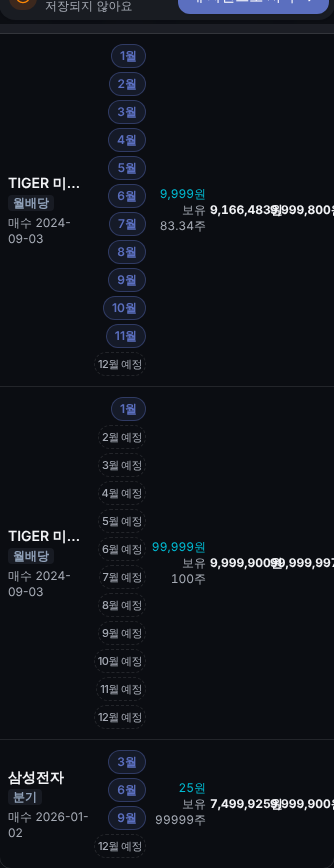 저장되지 않아요
1월
2월
3월
4월
5월
6월
7월
8월
9월
10월
11월
12월 예정
TIGER 미...
월배당
매수 2024-
09-03
9,999원
보유
83.34주
1월
2월 예정
3월 예정
4월 예정
5월 예정
6월 예정
7월 예정
8월 예정
9월 예정
10월 예정
11월 예정
12월 예정
TIGER 미...
월배당
매수 2024-
09-03
99,999원
보유
100주
3월
6월
9월
12월 예정
삼성전자
분기
매수 2026-01-
02
25원
보유
99999주